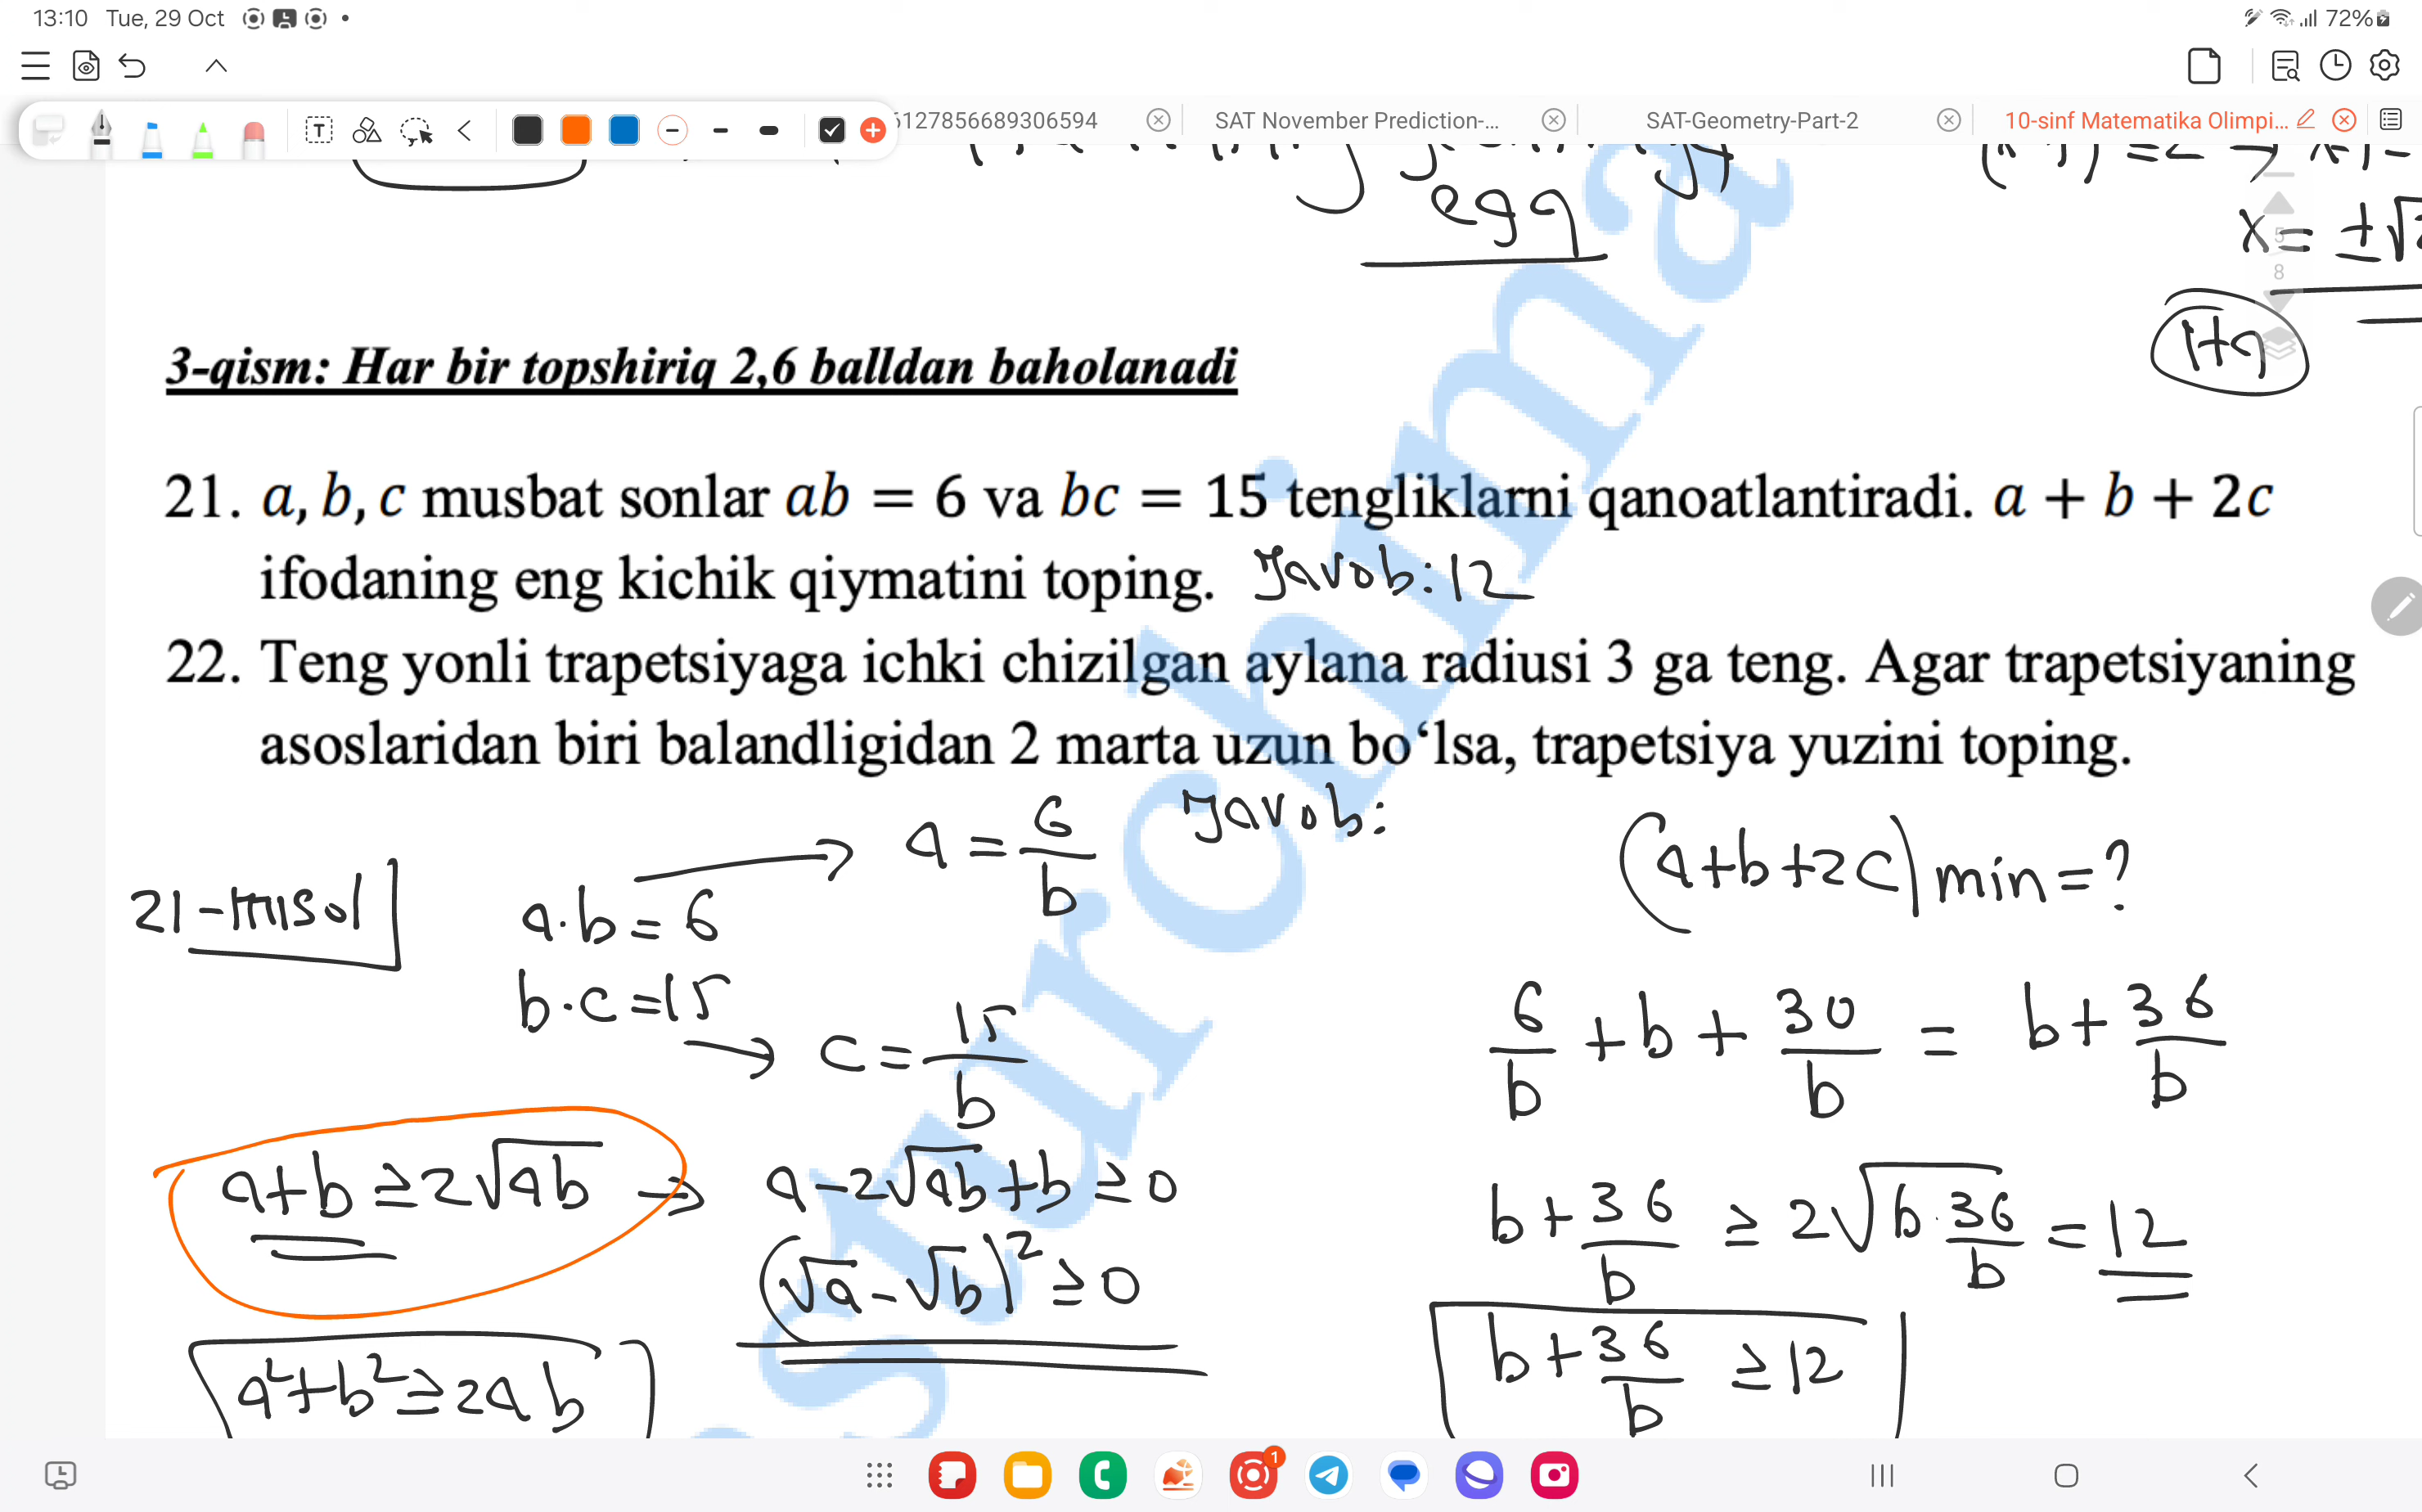 13:10 Tue, 29 Oct
72%
6127856689306594
SAT November Prediction-...
SAT-Geometry-Part-2
10-sinf Matematika Olimpi...
egg
x = ±√
5
8
3-qism: Har bir topshiriq 2,6 balldan baholanadi
21. a, b, c musbat sonlar ab = 6 va bc = 15 tengliklarni qanoatlantiradi. a + b + 2c
ifodaning eng kichik qiymatini toping. Javob: 12
22. Teng yonli trapetsiyaga ichki chizilgan aylana radiusi 3 ga teng. Agar trapetsiyaning
asoslaridan biri balandligidan 2 marta uzun bo‘lsa, trapetsiya yuzini toping.
Javob:
21-misol
a·b=6 → a=6/b
b·c=15 → c=15/b
(a+b+2c)min=?
6/b + b + 30/b = b + 36/b
a+b≥2√ab ⇒ a-2√ab+b≥0
(√a-√b)²≥0
b + 36/b ≥ 2√b·36/b = 12
a²+b²≥2ab
b + 36/b ≥ 12
1